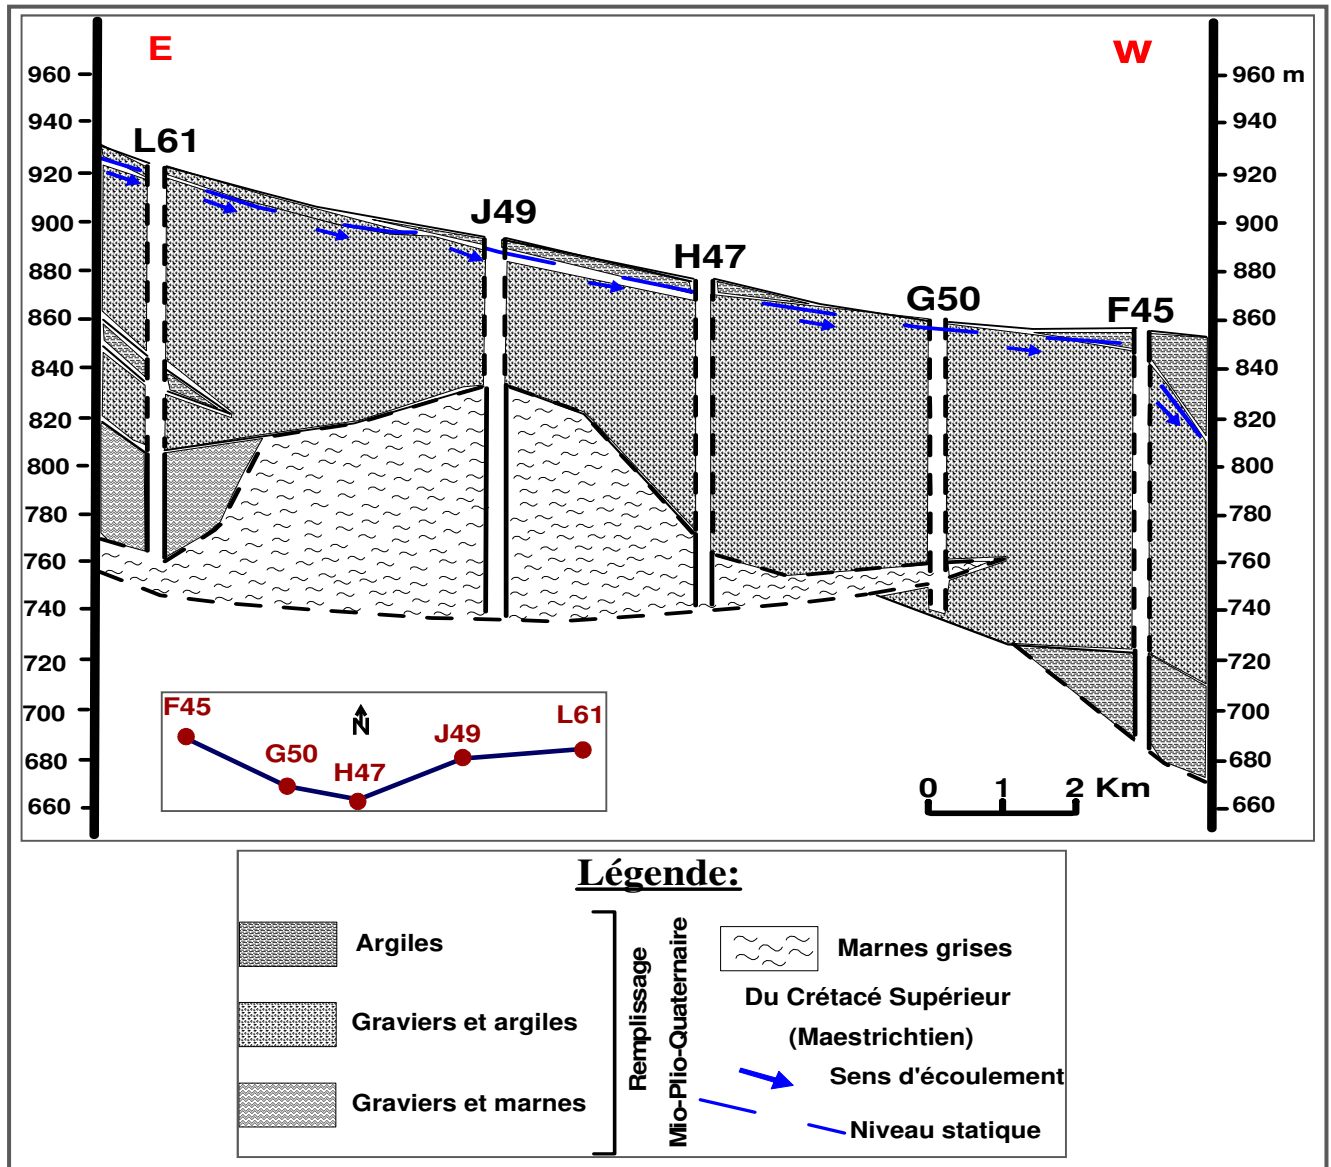 E
W
960
960 m
940
940
L61
920
920
J49
900
900
H47
880
880
G50
F45
860
860
840
840
820
820
800
800
780
780
760
760
740
740
720
720
700
700
680
680
660
660
F45
G50
H47
N
J49
L61
0 1 2 Km
Légende:
Argiles
Graviers et argiles
Graviers et marnes
Remplissage
Mio-Plio-Quaternaire
Marnes grises
Du Crétacé Supérieur
(Maestrichtien)
Sens d'écoulement
Niveau statique